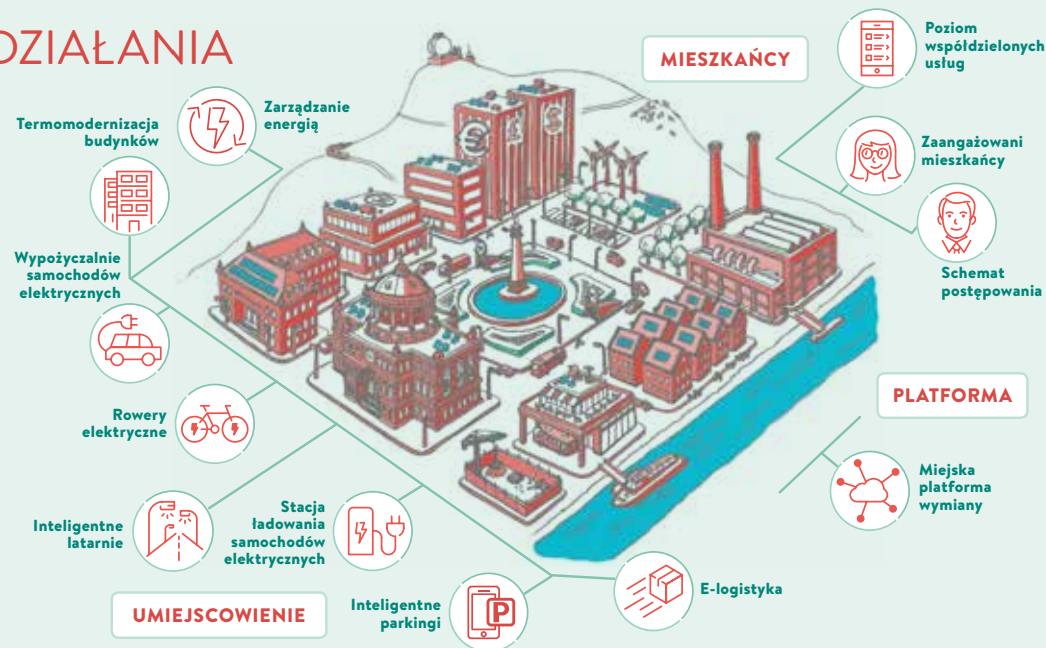 DZIAŁANIA
MIESZKAŃCY
Poziom
współdzielonych
usług
Zaangażowani
mieszkańcy
Schemat
postępowania
Zarządzanie
energią
Termomodernizacja
budynków
Wypożyczalnie
samochodów
elektrycznych
Rowery
elektryczne
Inteligentne
latarnie
Stacja
ładowania
samochodów
elektrycznych
UMIEJSCOWIENIE
Inteligentne
parkingi
P
E-logistyka
PLATFORMA
Miejska
platforma
wymiany
€
£
$